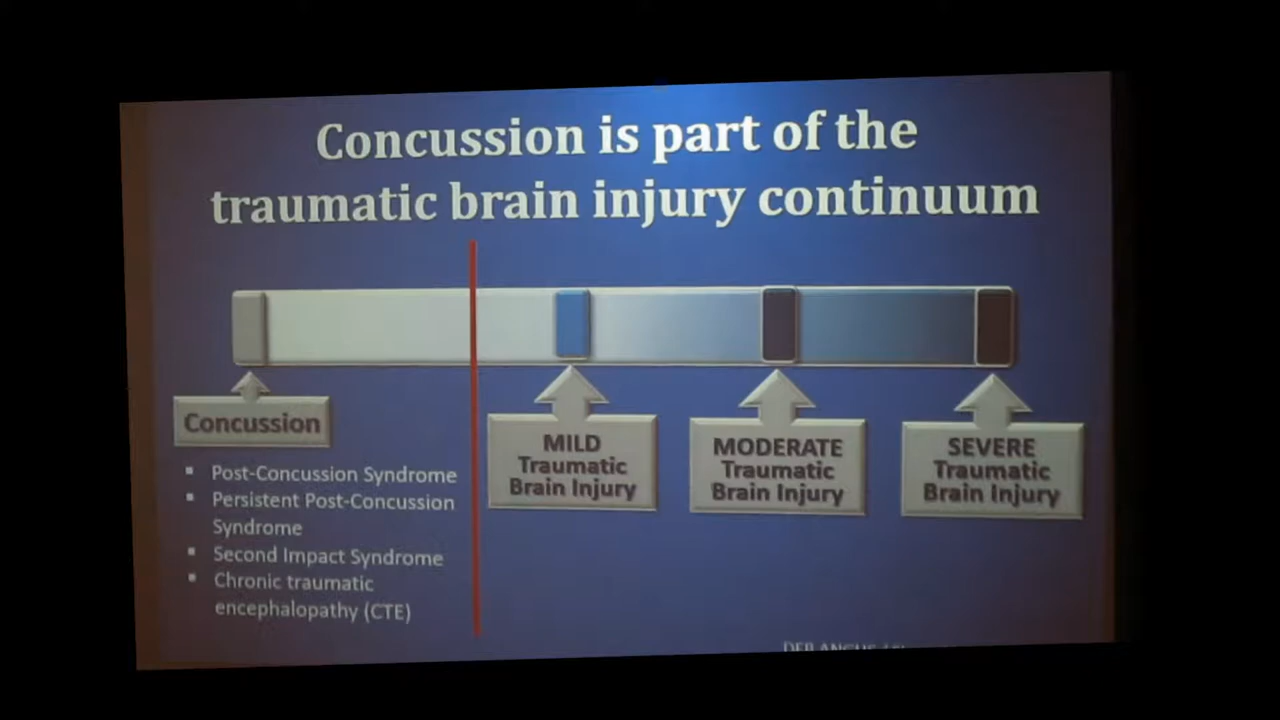 Concussion is part of the
traumatic brain injury continuum
Concussion
▪ Post-Concussion Syndrome
▪ Persistent Post-Concussion
Syndrome
▪ Second Impact Syndrome
▪ Chronic traumatic
encephalopathy (CTE)
MILD
Traumatic
Brain Injury
MODERATE
Traumatic
Brain Injury
SEVERE
Traumatic
Brain Injury